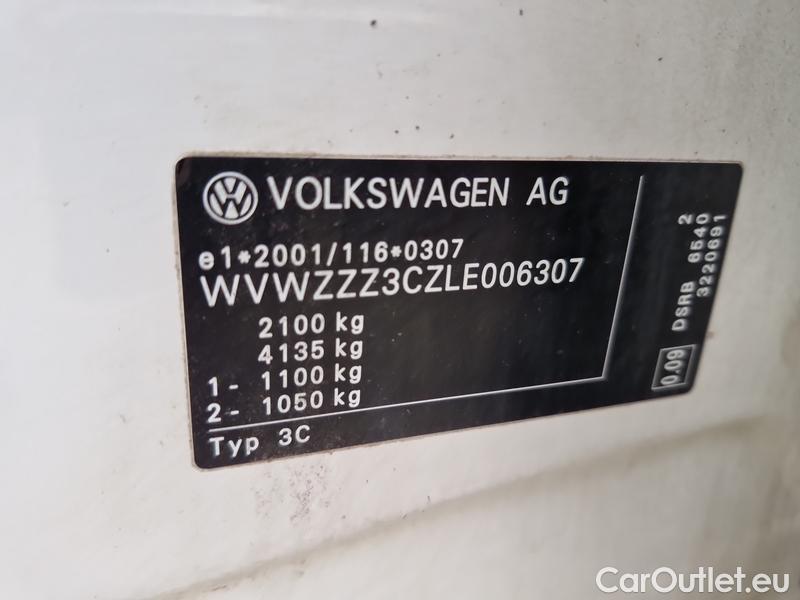 VOLKSWAGEN AG
e1*2001/116*0307
WVWZZZ3CZLE006307
2100 kg
4135 kg
1 - 1100 kg
2 - 1050 kg
Typ 3C
0.09 DSRB 6540 2
3220691
CarOutlet.eu